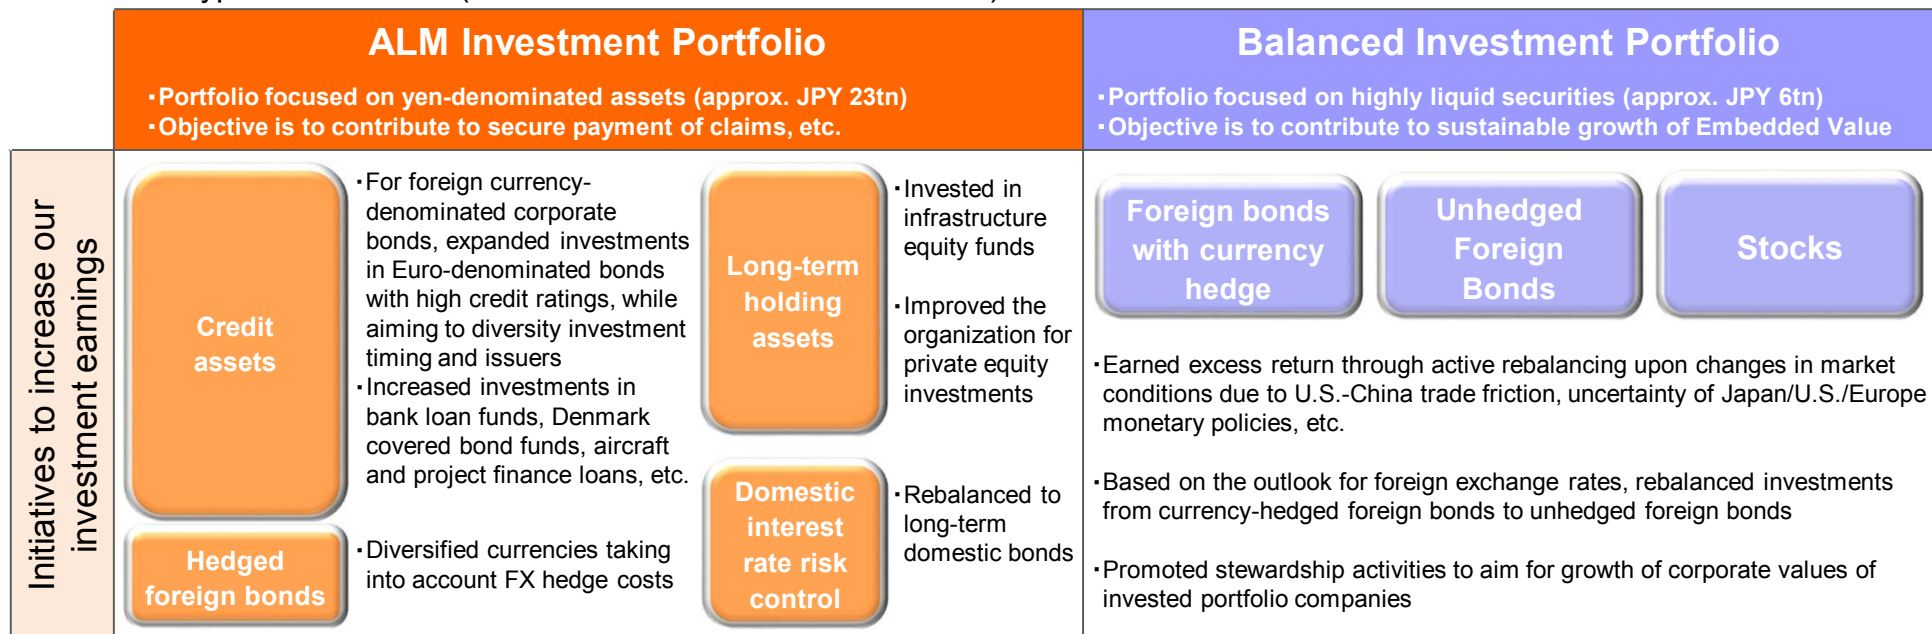 ALM Investment Portfolio
▪Portfolio focused on yen-denominated assets (approx. JPY 23tn)
▪Objective is to contribute to secure payment of claims, etc.
Balanced Investment Portfolio
▪Portfolio focused on highly liquid securities (approx. JPY 6tn)
▪Objective is to contribute to sustainable growth of Embedded Value
Initiatives to increase our
investment earnings
Credit
assets
▪For foreign currency-
denominated corporate
bonds, expanded investments
in Euro-denominated bonds
with high credit ratings, while
aiming to diversity investment
timing and issuers
▪Increased investments in
bank loan funds, Denmark
covered bond funds, aircraft
and project finance loans, etc.
Hedged
foreign bonds
▪Diversified currencies taking
into account FX hedge costs
Long-term
holding
assets
▪Invested in
infrastructure
equity funds
▪Improved the
organization for
private equity
investments
Domestic
interest
rate risk
control
▪Rebalanced to
long-term
domestic bonds
Foreign bonds
with currency
hedge
Unhedged
Foreign
Bonds
Stocks
▪Earned excess return through active rebalancing upon changes in market
conditions due to U.S.-China trade friction, uncertainty of Japan/U.S./Europe
monetary policies, etc.
▪Based on the outlook for foreign exchange rates, rebalanced investments
from currency-hedged foreign bonds to unhedged foreign bonds
▪Promoted stewardship activities to aim for growth of corporate values of
invested portfolio companies